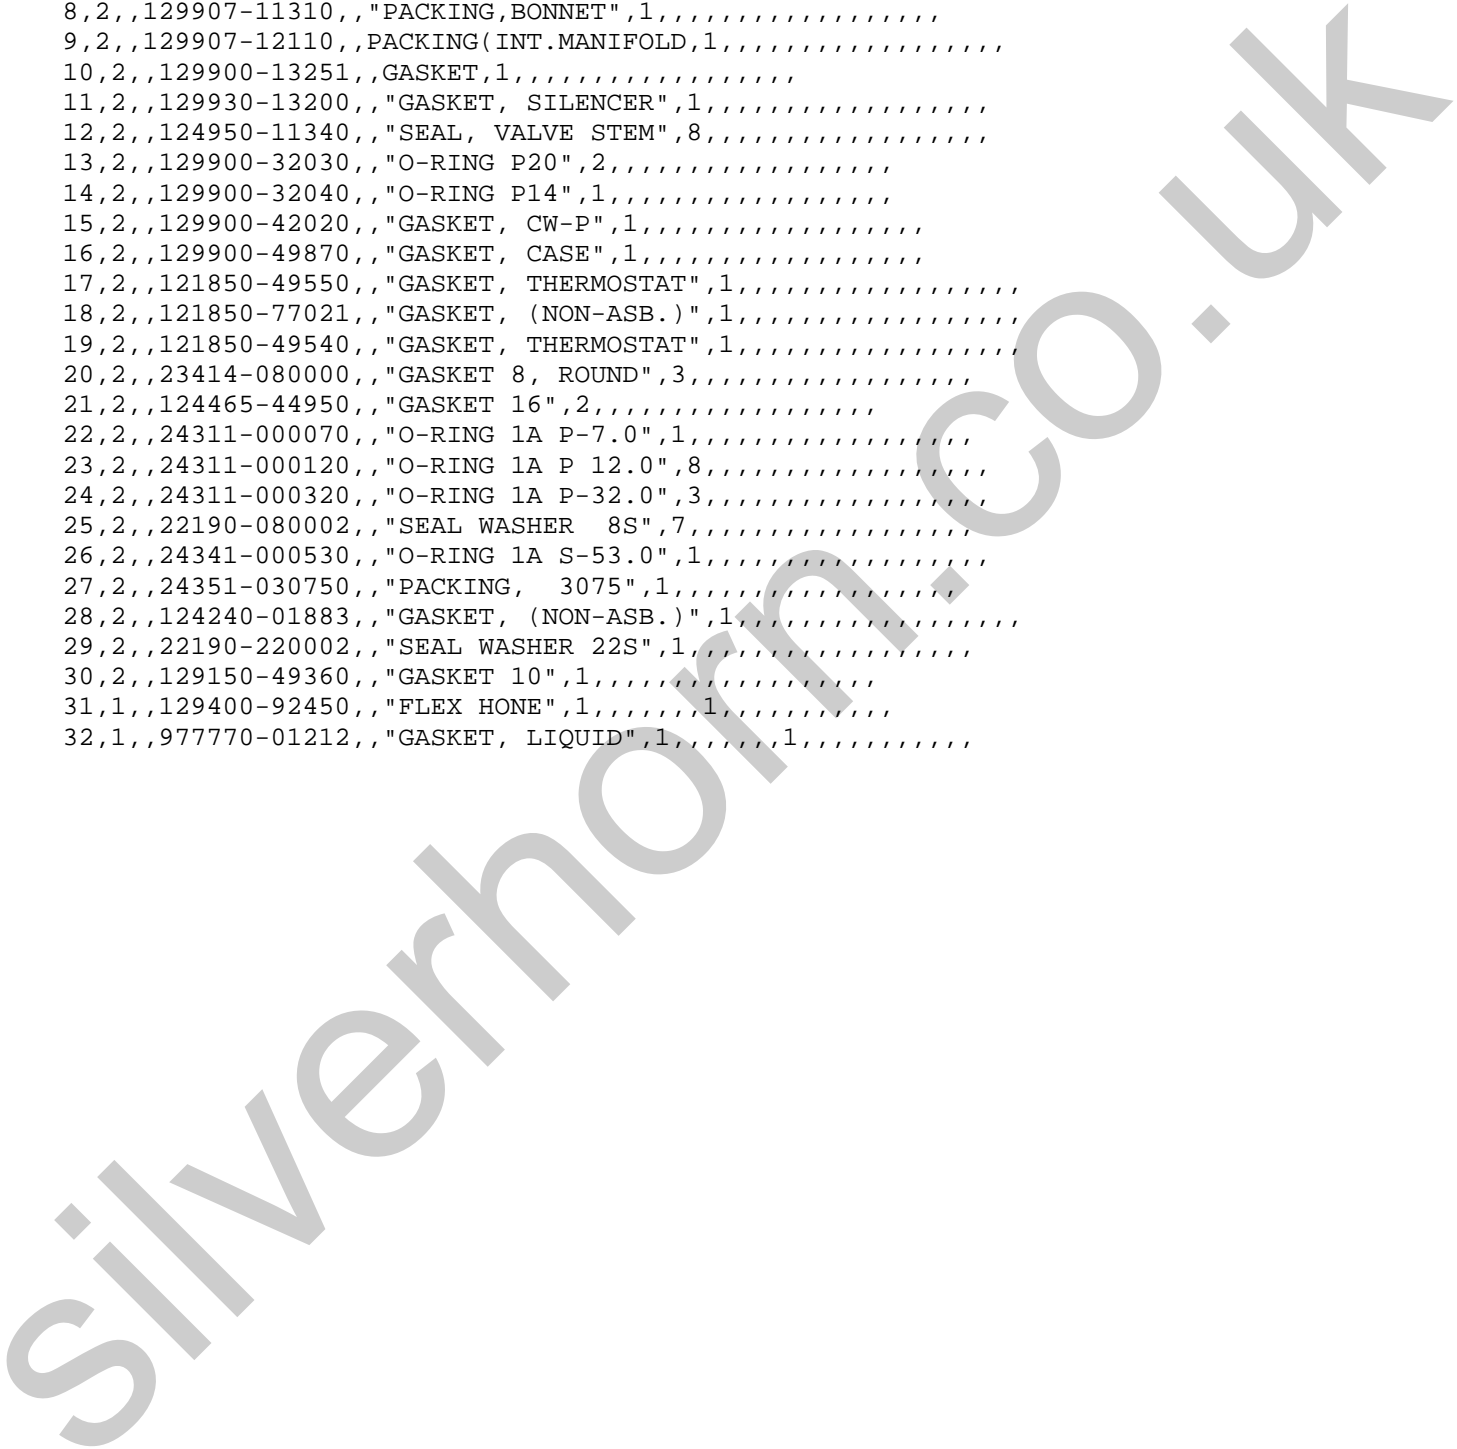 8,2,,129907-11310,,"PACKING,BONNET",1,,,,,,,,,,,,,,,,,,
9,2,,129907-12110,,PACKING(INT.MANIFOLD,1,,,,,,,,,,,,,,,,,,
10,2,,129900-13251,,GASKET,1,,,,,,,,,,,,,,,,,,
11,2,,129930-13200,,"GASKET, SILENCER",1,,,,,,,,,,,,,,,,,,
12,2,,124950-11340,,"SEAL, VALVE STEM",8,,,,,,,,,,,,,,,,,,
13,2,,129900-32030,,"O-RING P20",2,,,,,,,,,,,,,,,,,,
14,2,,129900-32040,,"O-RING P14",1,,,,,,,,,,,,,,,,,,
15,2,,129900-42020,,"GASKET, CW-P",1,,,,,,,,,,,,,,,,,,
16,2,,129900-49870,,"GASKET, CASE",1,,,,,,,,,,,,,,,,,,
17,2,,121850-49550,,"GASKET, THERMOSTAT",1,,,,,,,,,,,,,,,,,,
18,2,,121850-77021,,"GASKET, (NON-ASB.)",1,,,,,,,,,,,,,,,,,,
19,2,,121850-49540,,"GASKET, THERMOSTAT",1,,,,,,,,,,,,,,,,,,
20,2,,23414-080000,,"GASKET 8, ROUND",3,,,,,,,,,,,,,,,,,,
21,2,,124465-44950,,"GASKET 16",2,,,,,,,,,,,,,,,,,,
22,2,,24311-000070,,"O-RING 1A P-7.0",1,,,,,,,,,,,,,,,,,,
23,2,,24311-000120,,"O-RING 1A P 12.0",8,,,,,,,,,,,,,,,,,,
24,2,,24311-000320,,"O-RING 1A P-32.0",3,,,,,,,,,,,,,,,,,,
25,2,,22190-080002,,"SEAL WASHER  8S",7,,,,,,,,,,,,,,,,,,
26,2,,24341-000530,,"O-RING 1A S-53.0",1,,,,,,,,,,,,,,,,,,
27,2,,24351-030750,,"PACKING,  3075",1,,,,,,,,,,,,,,,,,,
28,2,,124240-01883,,"GASKET, (NON-ASB.)",1,,,,,,,,,,,,,,,,,,
29,2,,22190-220002,,"SEAL WASHER 22S",1,,,,,,,,,,,,,,,,,,
30,2,,129150-49360,,"GASKET 10",1,,,,,,,,,,,,,,,,,,
31,1,,129400-92450,,"FLEX HONE",1,,,,,,,1,,,,,,,,,,,
32,1,,977770-01212,,"GASKET, LIQUID",1,,,,,,,1,,,,,,,,,,,
silverhorn.co.uk